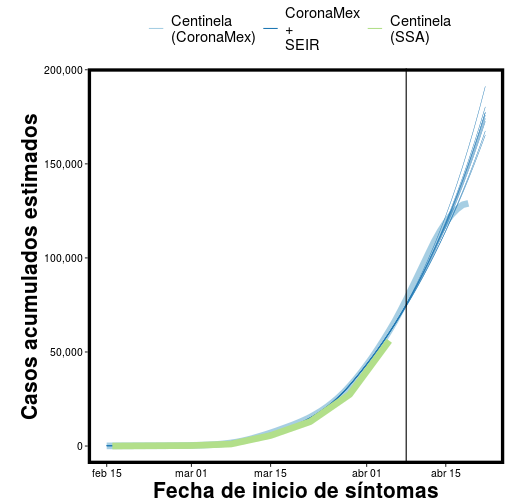 Centinela
(CoronaMex)
CoronaMex
+
SEIR
Centinela
(SSA)
Casos acumulados estimados
200,000
150,000
100,000
50,000
0
feb 15
mar 01
mar 15
abr 01
abr 15
Fecha de inicio de síntomas